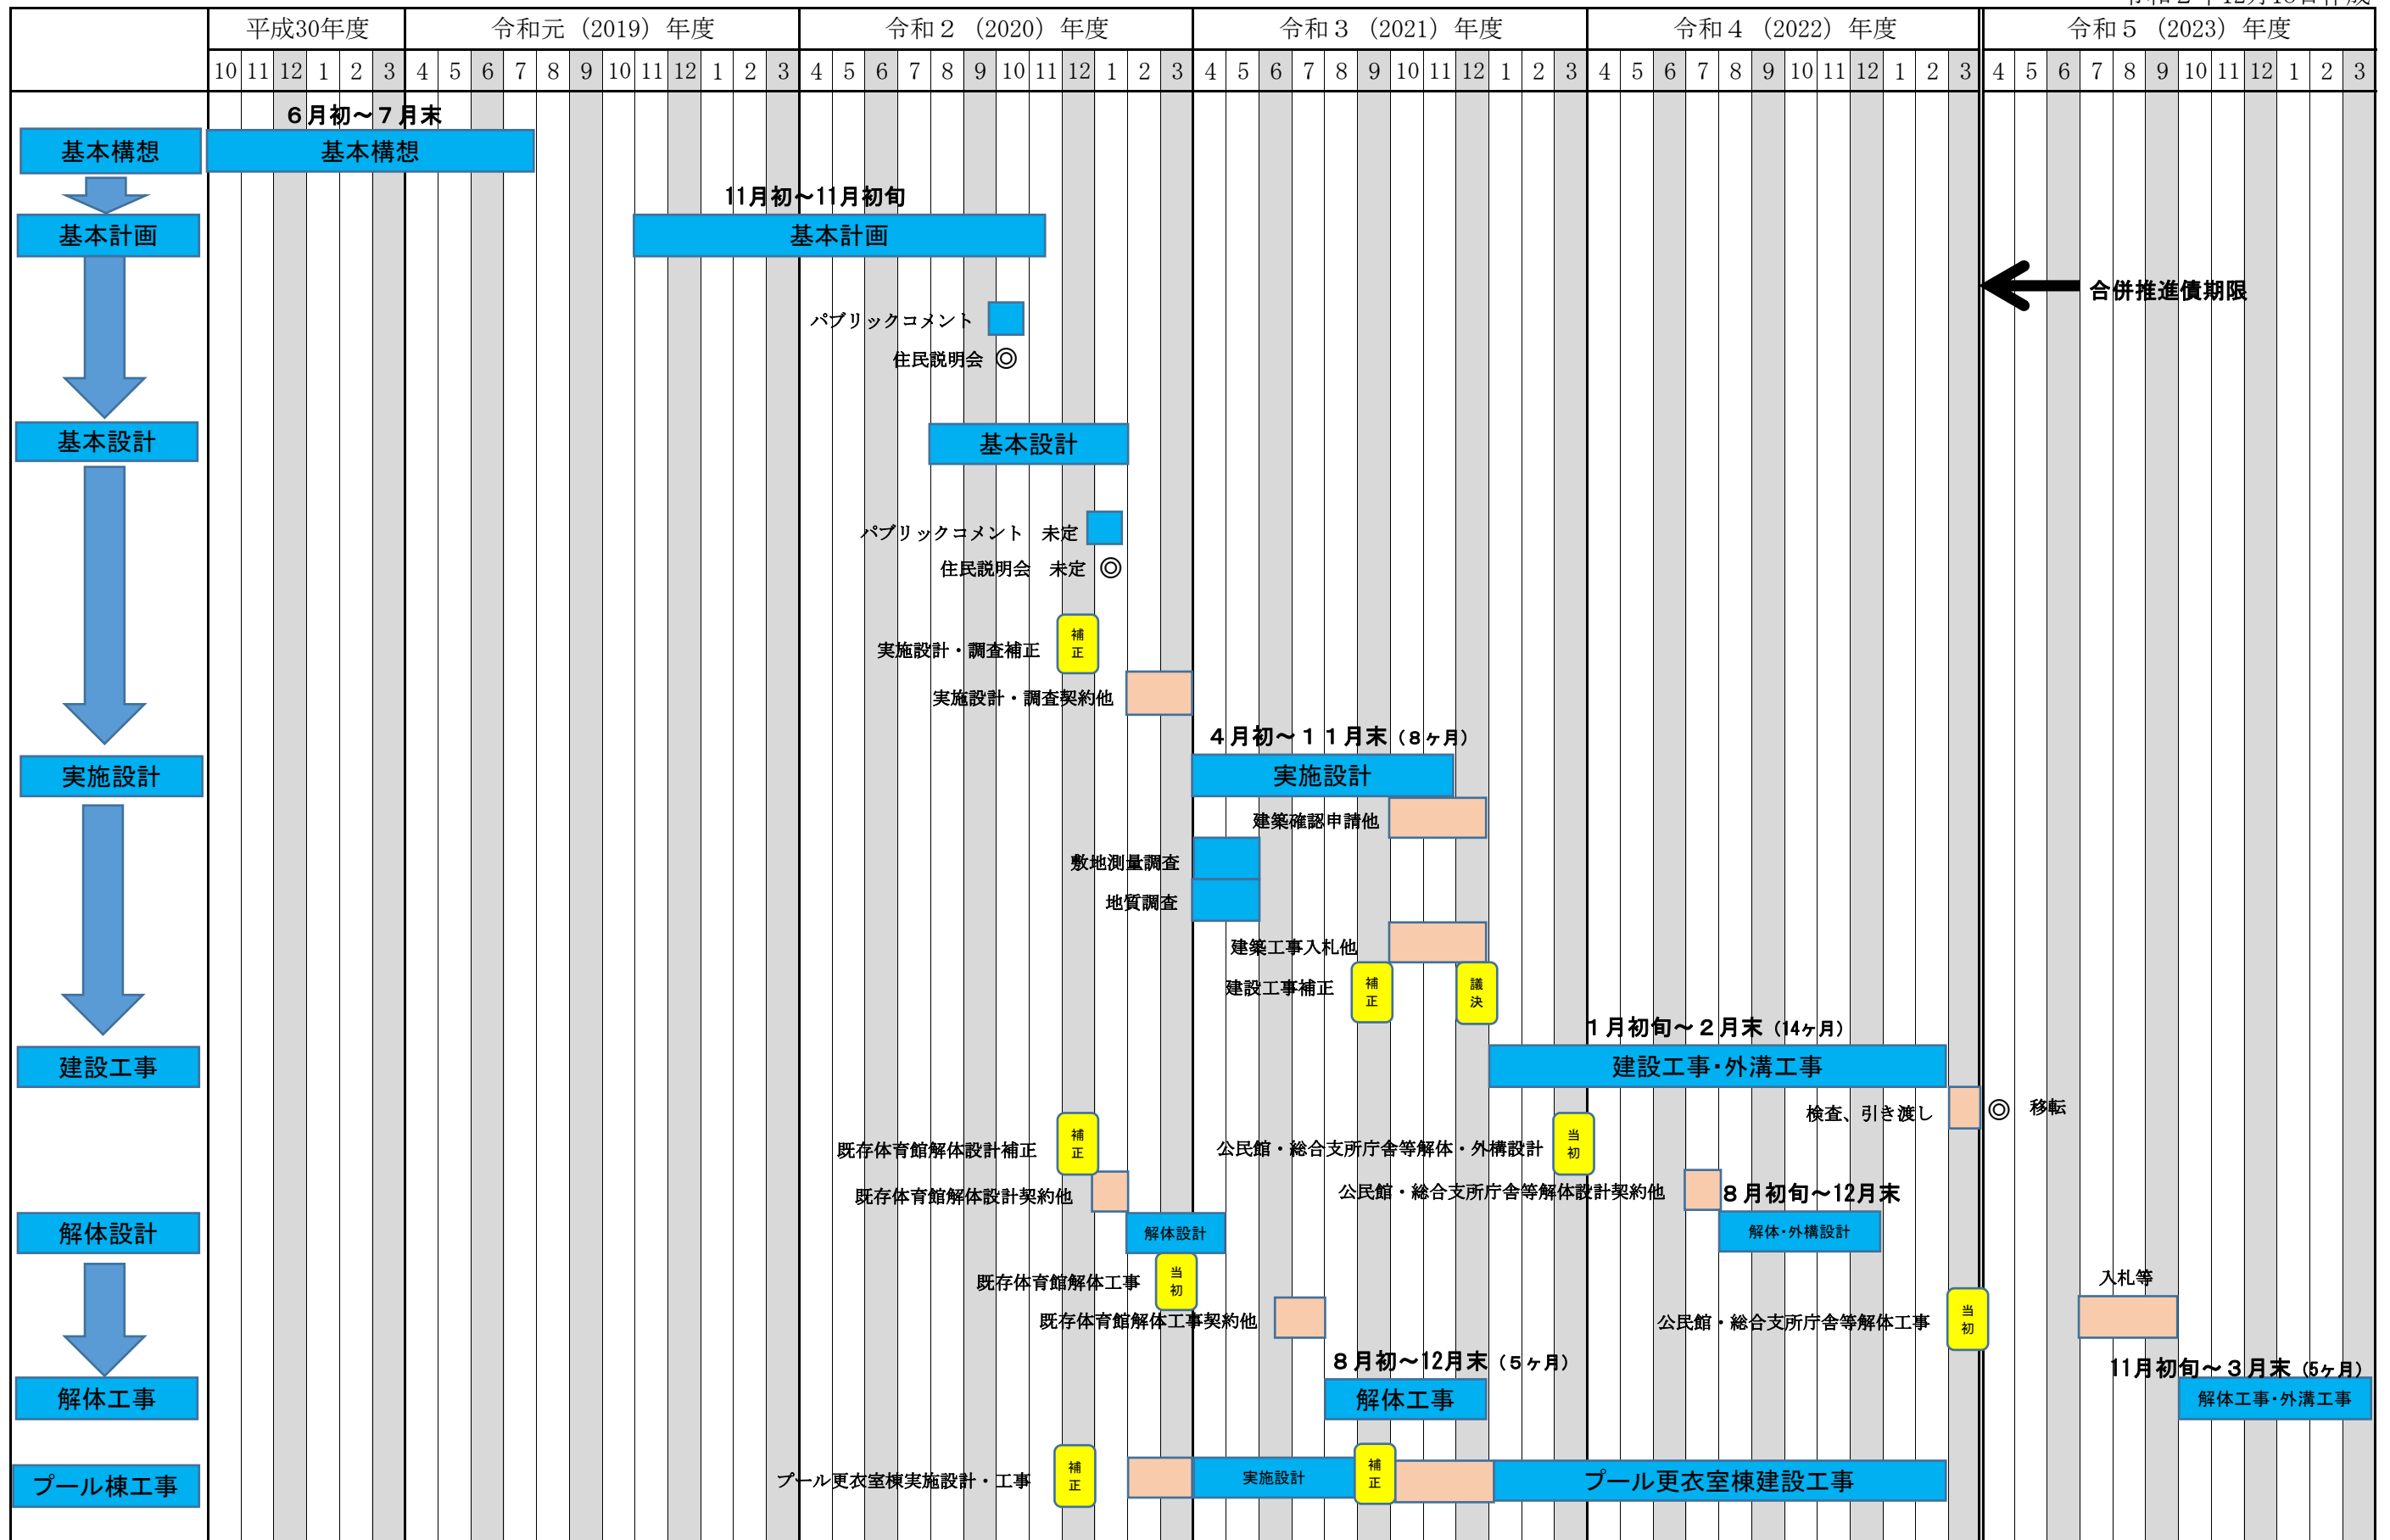 令和２年12月18日作成
平成30年度 令和元（2019）年度 令和２（2020）年度 令和３（2021）年度 令和４（2022）年度 令和５（2023）年度
10 11 12 1 2 3 4 5 6 7 8 9 10 11 12 1 2 3 4 5 6 7 8 9 10 11 12 1 2 3 4 5 6 7 8 9 10 11 12 1 2 3 4 5 6 7 8 9 10 11 12 1 2 3 4 5 6 7 8 9 10 11 12 1 2 3
６月初～７月末
基本構想 基本構想
11月初～11月初旬
基本計画 基本計画
合併推進債期限
パブリックコメント
住民説明会 ◎
基本設計 基本設計
パブリックコメント　未定
住民説明会　未定 ◎
実施設計・調査補正 補正
実施設計・調査契約他
４月初～１１月末（８ヶ月）
実施設計 実施設計
建築確認申請他
敷地測量調査
地質調査
建築工事入札他
建設工事補正 補正 議決
１月初旬～２月末（14ヶ月）
建設工事 建設工事・外溝工事
検査、引き渡し ◎ 移転
既存体育館解体設計補正 補正 公民館・総合支所庁舎等解体・外構設計 当初
既存体育館解体設計契約他 公民館・総合支所庁舎等解体設計契約他 ８月初旬～12月末
解体設計 解体設計 解体・外構設計
既存体育館解体工事 当初 入札等
既存体育館解体工事契約他 公民館・総合支所庁舎等解体工事 当初
８月初～12月末（５ヶ月） 11月初旬～３月末（5ヶ月）
解体工事 解体工事 解体工事・外溝工事
プール棟工事 プール更衣室棟実施設計・工事 補正 実施設計 補正 プール更衣室棟建設工事